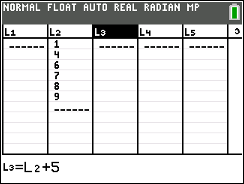 NORMAL FLOAT AUTO REAL RADIAN MP
L1 L2 L3 L4 L5 3
------ 1 ------ ------ ------
4
6
7
8
9
------
L3=L2+5